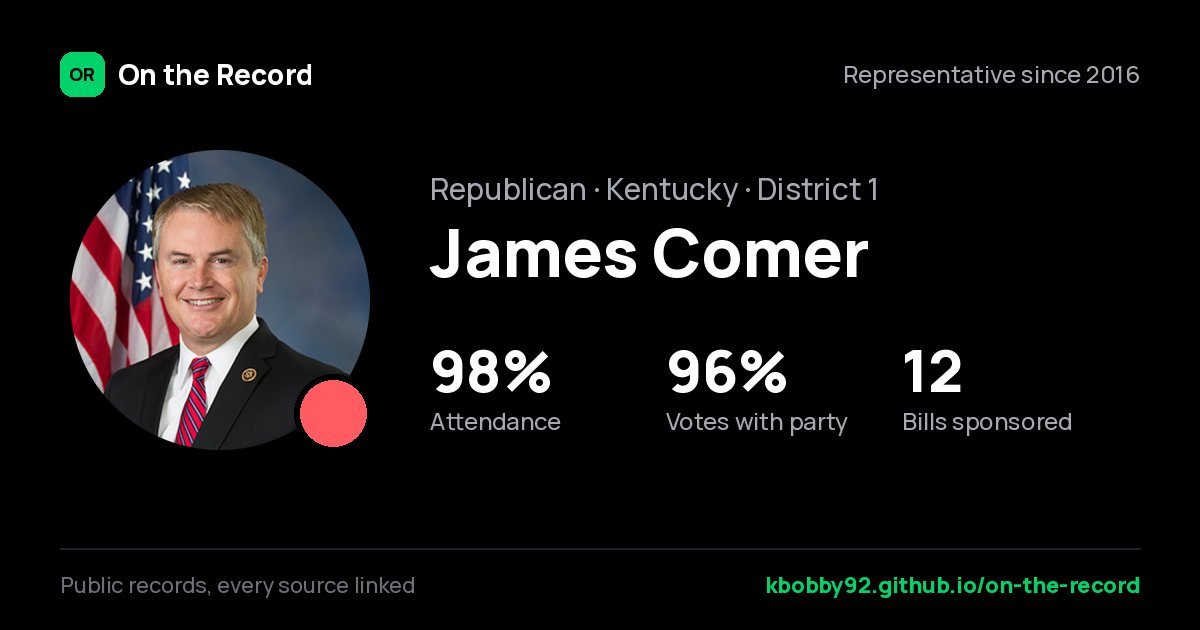 OR On the Record
Representative since 2016
Republican · Kentucky · District 1
James Comer
98% 96% 12
Attendance Votes with party Bills sponsored
Public records, every source linked
kbobby92.github.io/on-the-record